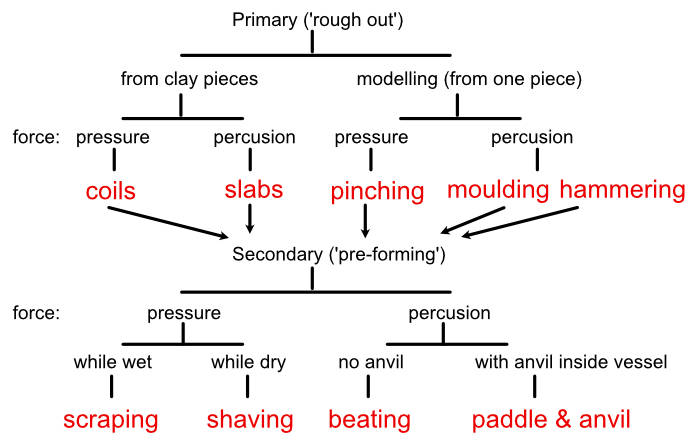 Primary ('rough out')
from clay pieces modelling (from one piece)
force: pressure percusion pressure percusion
coils slabs pinching moulding hammering
Secondary ('pre-forming')
force: pressure percusion
while wet while dry no anvil with anvil inside vessel
scraping shaving beating paddle & anvil